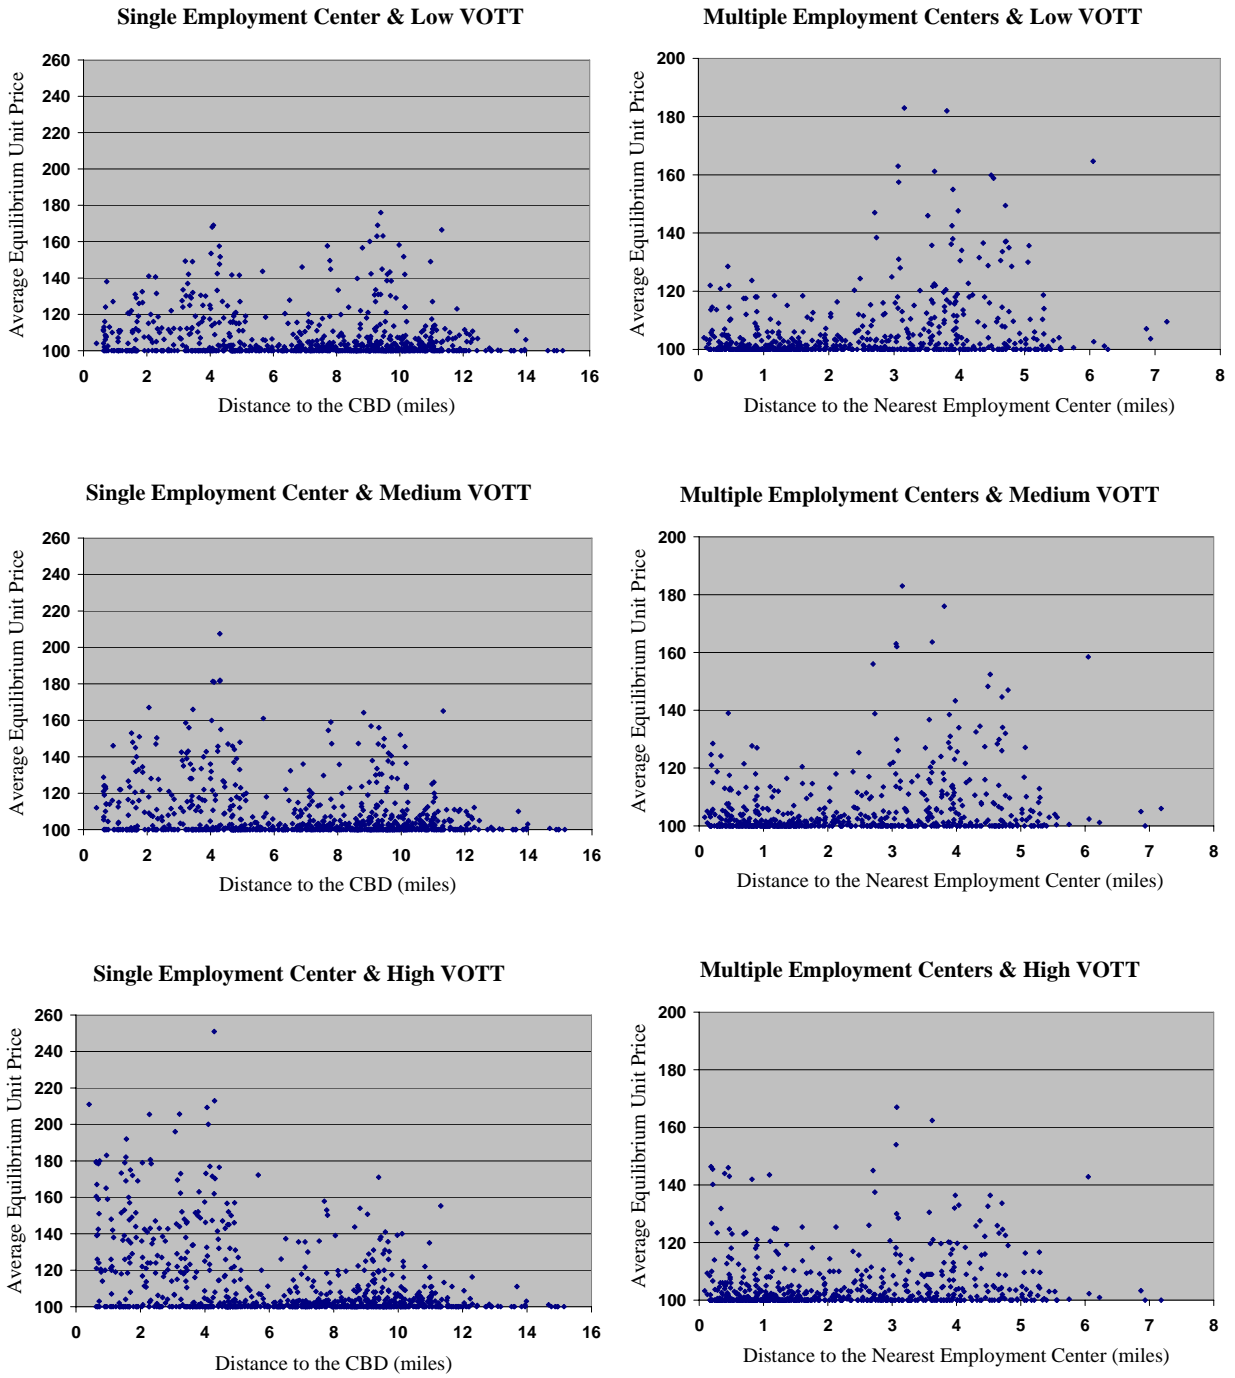 Single Employment Center & Low VOTT
260
240
220
200
180
160
140
120
100
0 2 4 6 8 10 12 14 16
Average Equilibrium Unit Price
Distance to the CBD (miles)
Multiple Employment Centers & Low VOTT
200
180
160
140
120
100
0 1 2 3 4 5 6 7 8
Average Equilibrium Unit Price
Distance to the Nearest Employment Center (miles)
Single Employment Center & Medium VOTT
260
240
220
200
180
160
140
120
100
0 2 4 6 8 10 12 14 16
Average Equilibrium Unit Price
Distance to the CBD (miles)
Multiple Emplolyment Centers & Medium VOTT
200
180
160
140
120
100
0 1 2 3 4 5 6 7 8
Average Equilibrium Unit Price
Distance to the Nearest Employment Center (miles)
Single Employment Center & High VOTT
260
240
220
200
180
160
140
120
100
0 2 4 6 8 10 12 14 16
Average Equilibrium Unit Price
Distance to the CBD (miles)
Multiple Employment Centers & High VOTT
200
180
160
140
120
100
0 1 2 3 4 5 6 7 8
Average Equilibrium Unit Price
Distance to the Nearest Employment Center (miles)